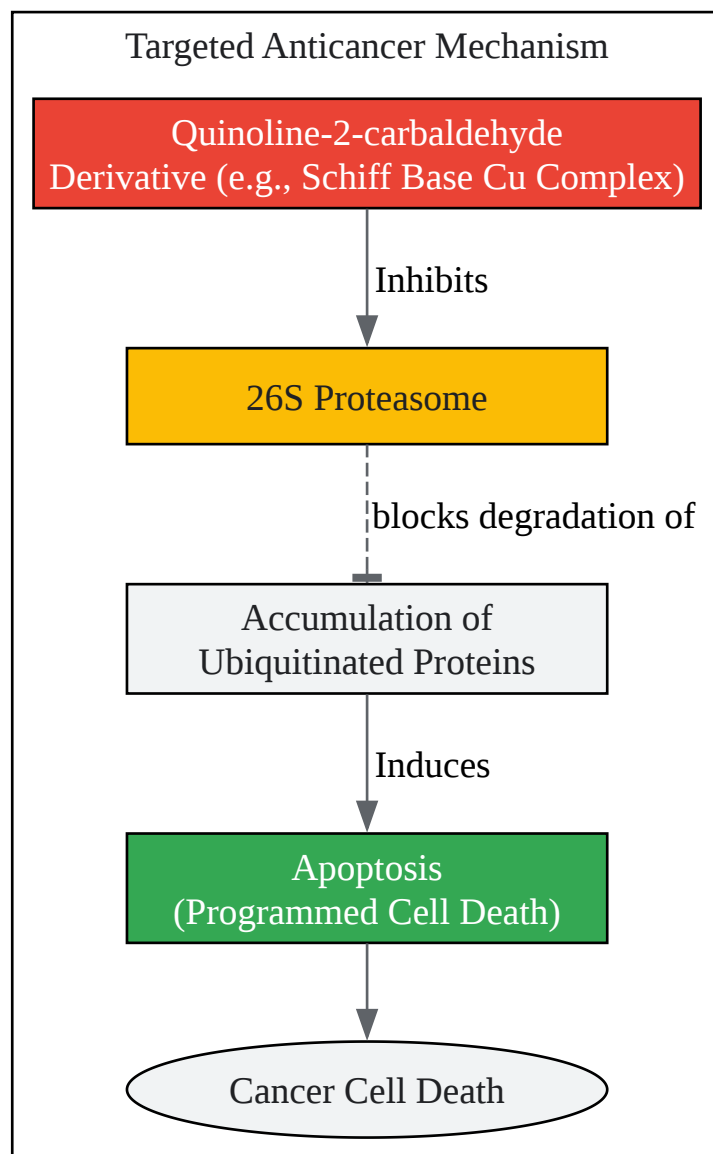 Targeted Anticancer Mechanism
Quinoline-2-carbaldehyde
Derivative (e.g., Schiff Base Cu Complex)
Inhibits
26S Proteasome
blocks degradation of
Accumulation of
Ubiquitinated Proteins
Induces
Apoptosis
(Programmed Cell Death)
Cancer Cell Death